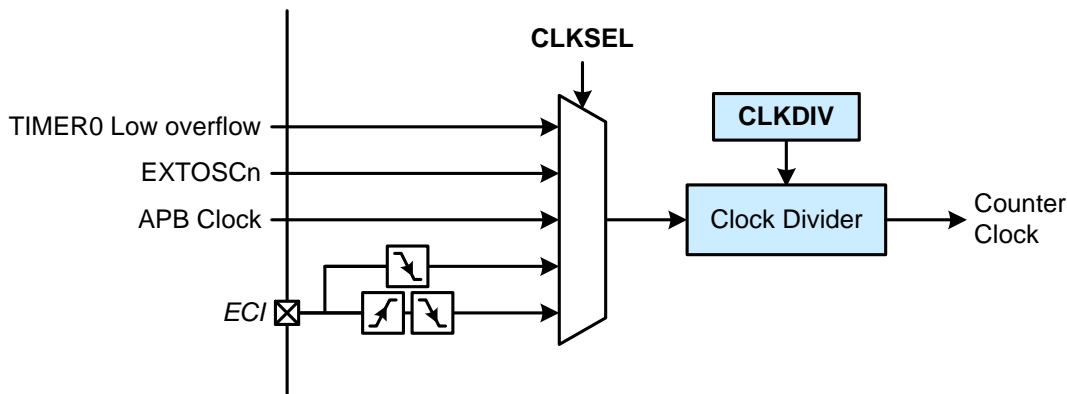 CLKSEL
TIMER0 Low overflow
CLKDIV
EXTOSCn
APB Clock
Clock Divider
Counter
Clock
ECI